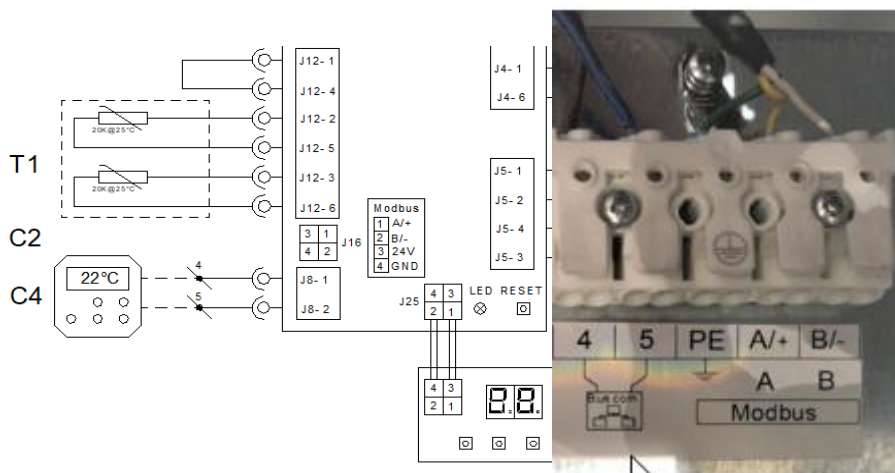 J12-1
J12-4
J12-2
20K@25°C
J12-5
T1
J12-3
20K@25°C
J12-6
C2
3 1
4 2
J16
Modbus
1 A/+
2 B/-
3 24V
4 GND
C4
22°C
4
5
J8-1
J8-2
J4-1
J4-6
J5-1
J5-2
J5-4
J5-3
J25
4 3
2 1
LED RESET
4 3
2 1
8.8.
4 5 PE A/+ B/-
A B
Bus com
Modbus